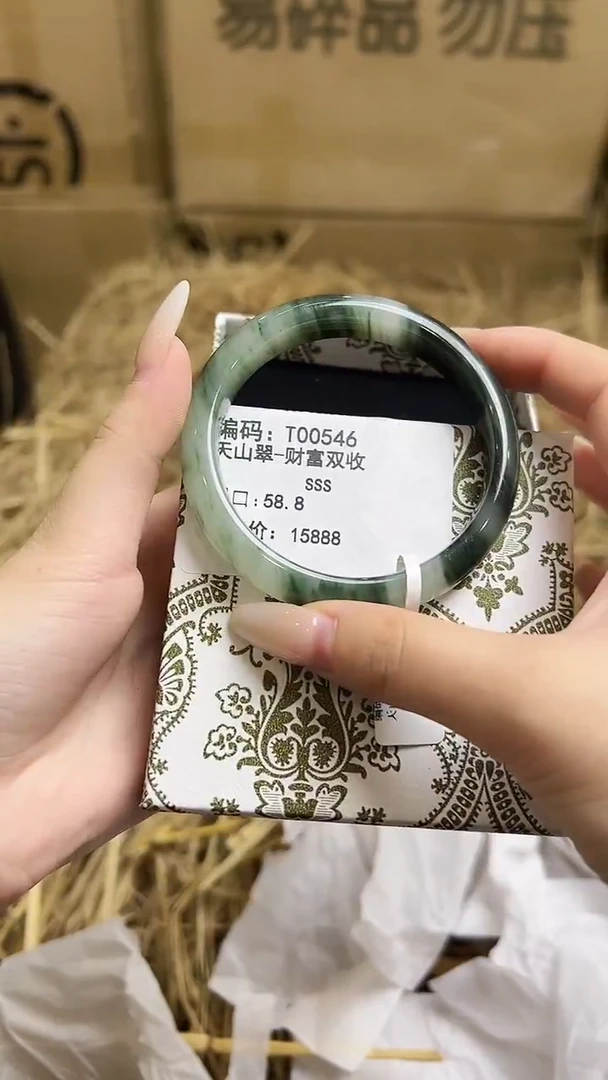 易碎品 勿压
编码: T00546
天山翠-财富双收
SSS
口:58.8
价: 15888